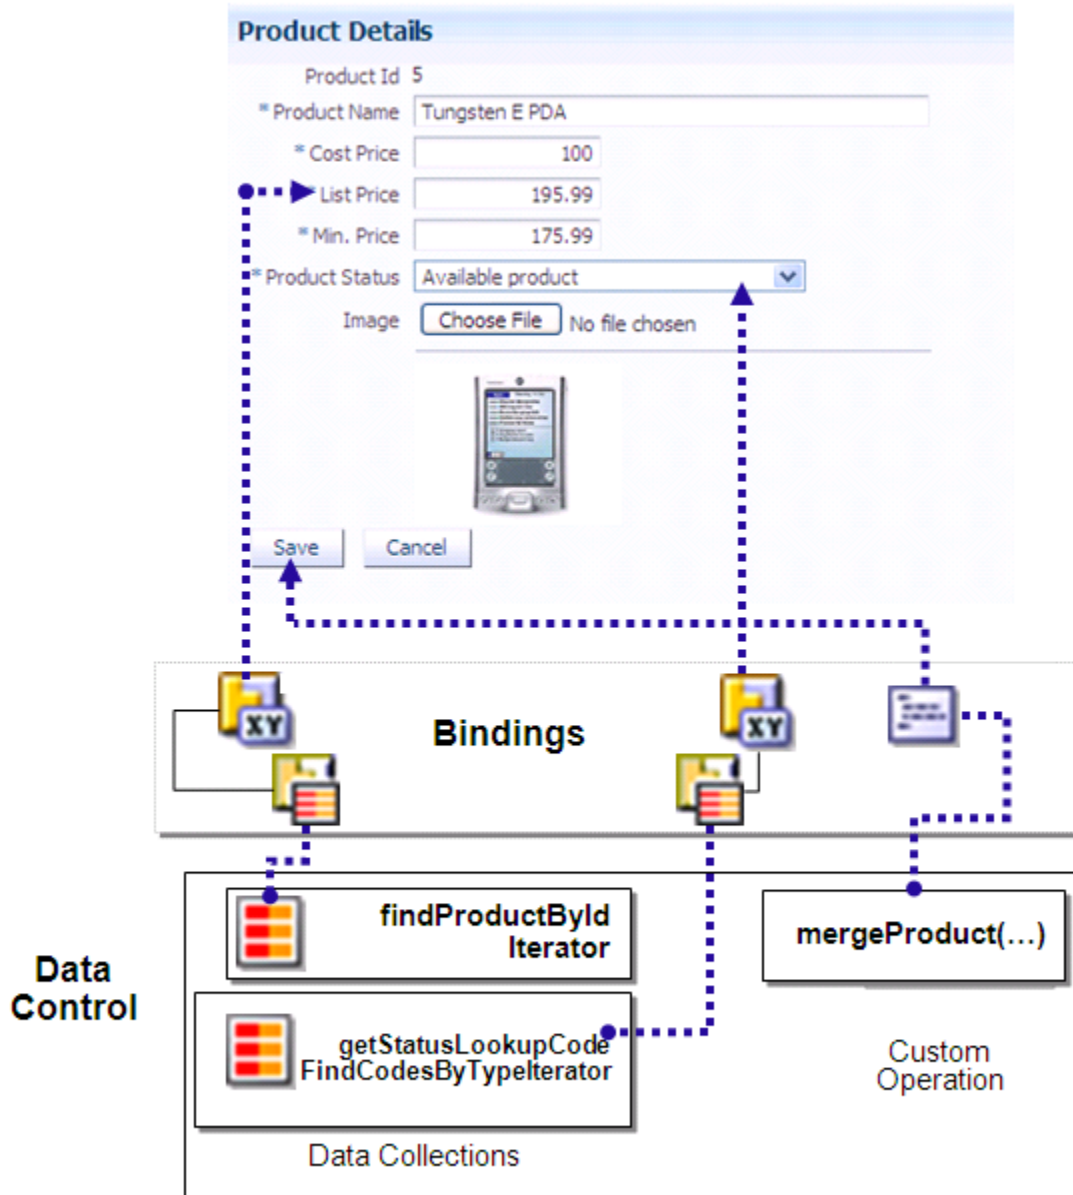 Product Details
Product Id 5
* Product Name Tungsten E PDA
* Cost Price 100
* List Price 195.99
* Min. Price 175.99
* Product Status Available product
Image Choose File No file chosen
Save Cancel
XY XY
Bindings
findProductById
Iterator
mergeProduct(...)
Data
Control
getStatusLookupCode
FindCodesByTypeIterator
Custom
Operation
Data Collections